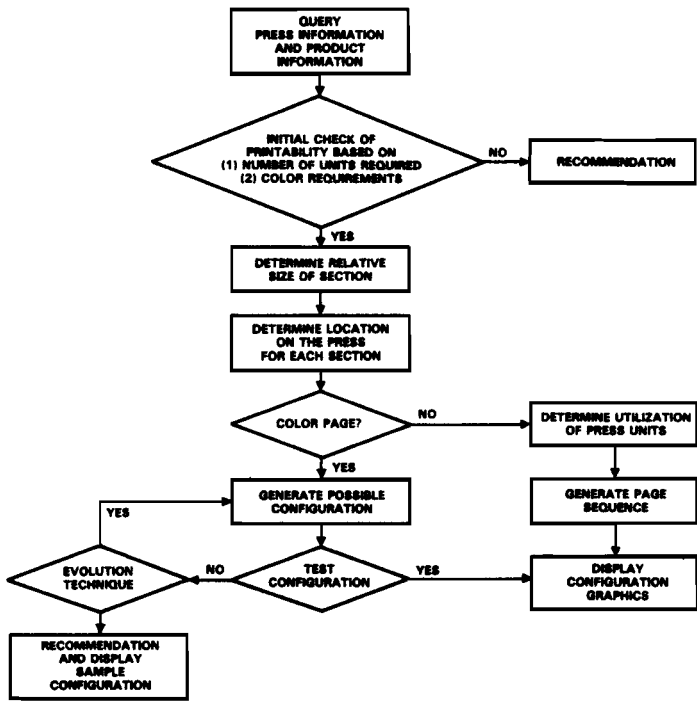 QUERY
PRESS INFORMATION
AND PRODUCT
INFORMATION
INITIAL CHECK OF
PRINTABILITY BASED ON
(1) NUMBER OF UNITS REQUIRED
(2) COLOR REQUIREMENTS
NO
RECOMMENDATION
YES
DETERMINE RELATIVE
SIZE OF SECTION
DETERMINE LOCATION
ON THE PRESS
FOR EACH SECTION
COLOR PAGE?
NO
DETERMINE UTILIZATION
OF PRESS UNITS
YES
GENERATE POSSIBLE
CONFIGURATION
GENERATE PAGE
SEQUENCE
YES
EVOLUTION
TECHNIQUE
NO
TEST
CONFIGURATION
YES
DISPLAY
CONFIGURATION
GRAPHICS
RECOMMENDATION
AND DISPLAY
SAMPLE
CONFIGURATION